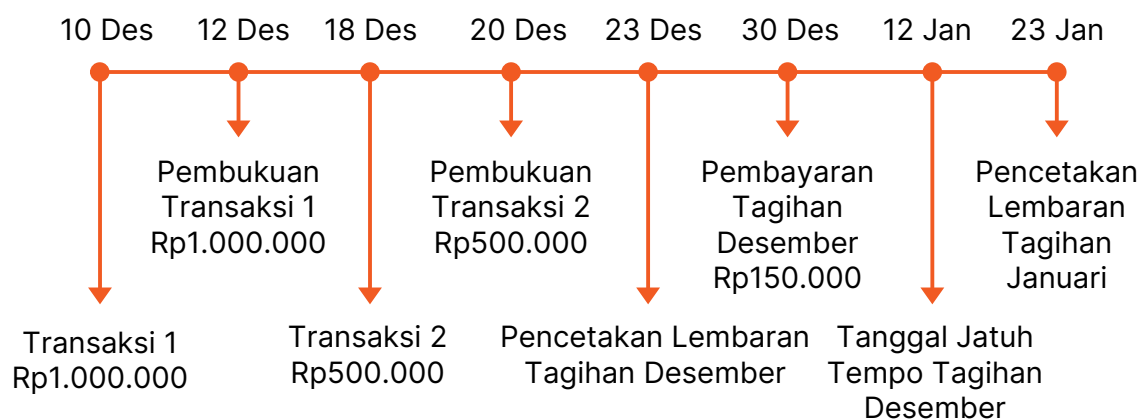 10 Des 12 Des 18 Des 20 Des 23 Des 30 Des 12 Jan 23 Jan
Pembukuan
Transaksi 1
Rp1.000.000
Pembukuan
Transaksi 2
Rp500.000
Pembayaran
Tagihan
Desember
Rp150.000
Pencetakan
Lembaran
Tagihan
Januari
Transaksi 1
Rp1.000.000
Transaksi 2
Rp500.000
Pencetakan Lembaran
Tagihan Desember
Tanggal Jatuh
Tempo Tagihan
Desember